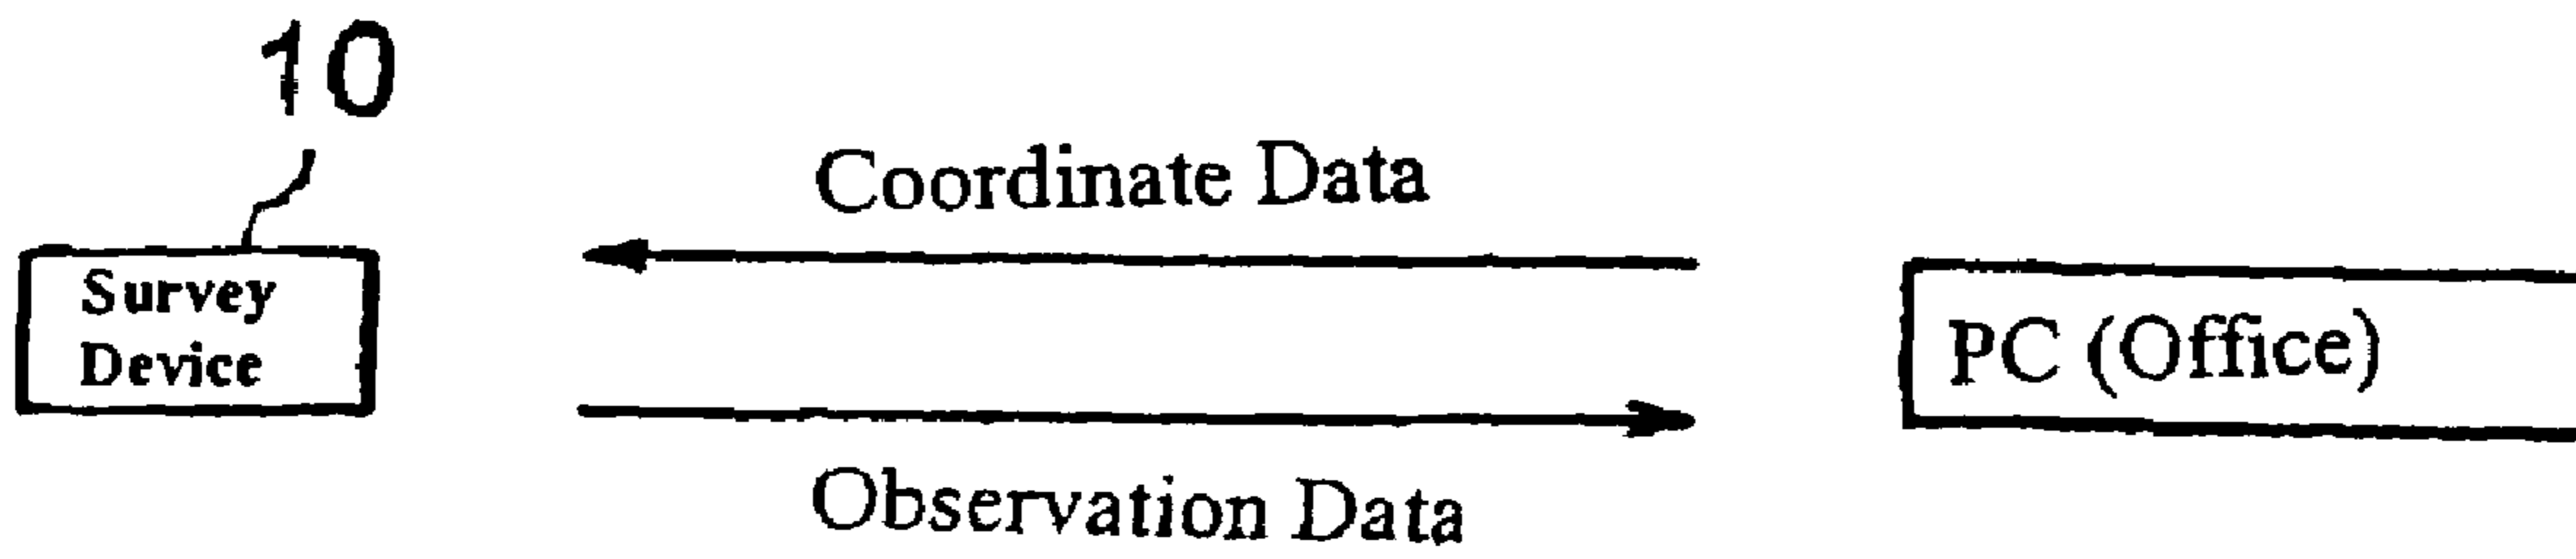 10
Coordinate Data
Survey
Device
PC (Office)
Observation Data